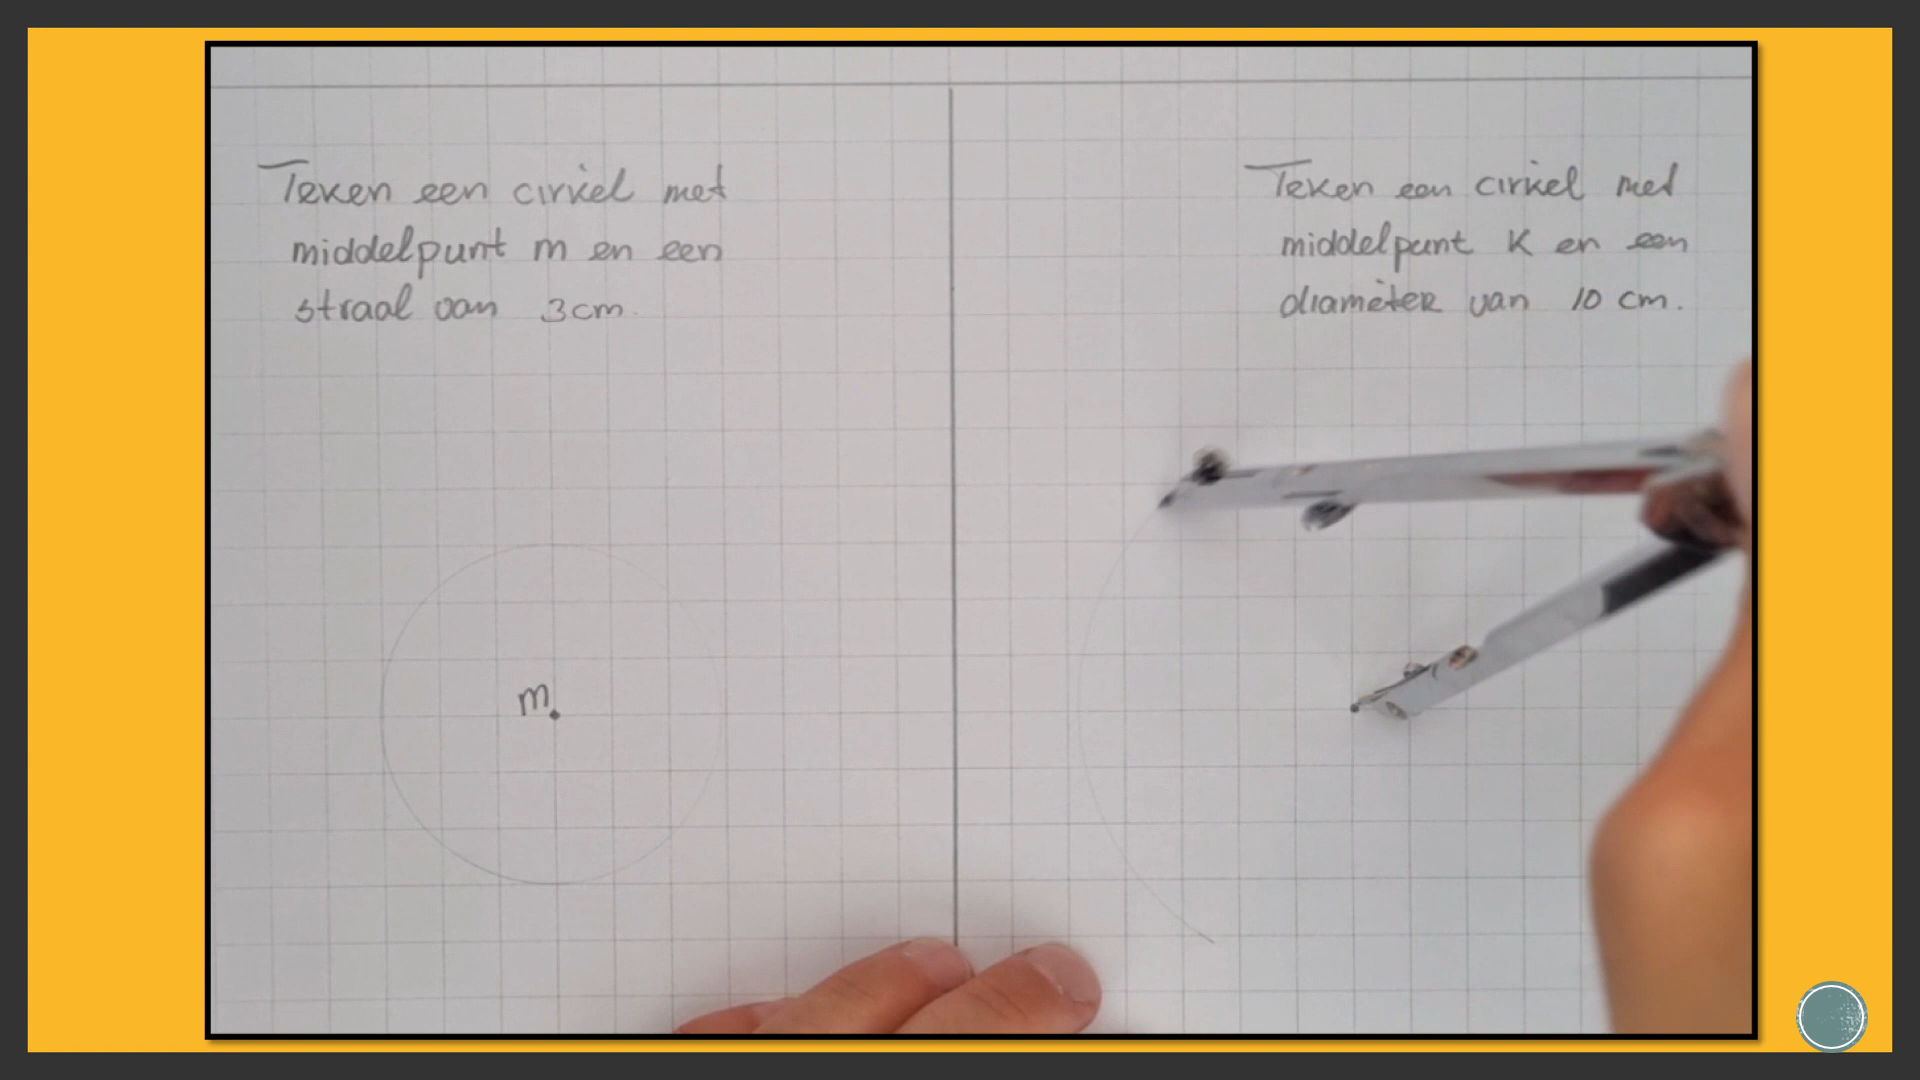 Teken een cirkel met
middelpunt m en een
straal van 3cm.
m
Teken een cirkel met
middelpunt K en een
diameter van 10 cm.